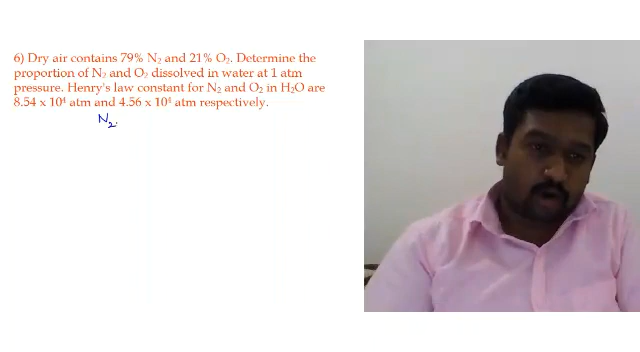 6) Dry air contains 79% N₂ and 21% O₂. Determine the
proportion of N₂ and O₂ dissolved in water at 1 atm
pressure. Henry's law constant for N₂ and O₂ in H₂O are
8.54 x 10⁴ atm and 4.56 x 10⁴ atm respectively.
N₂.